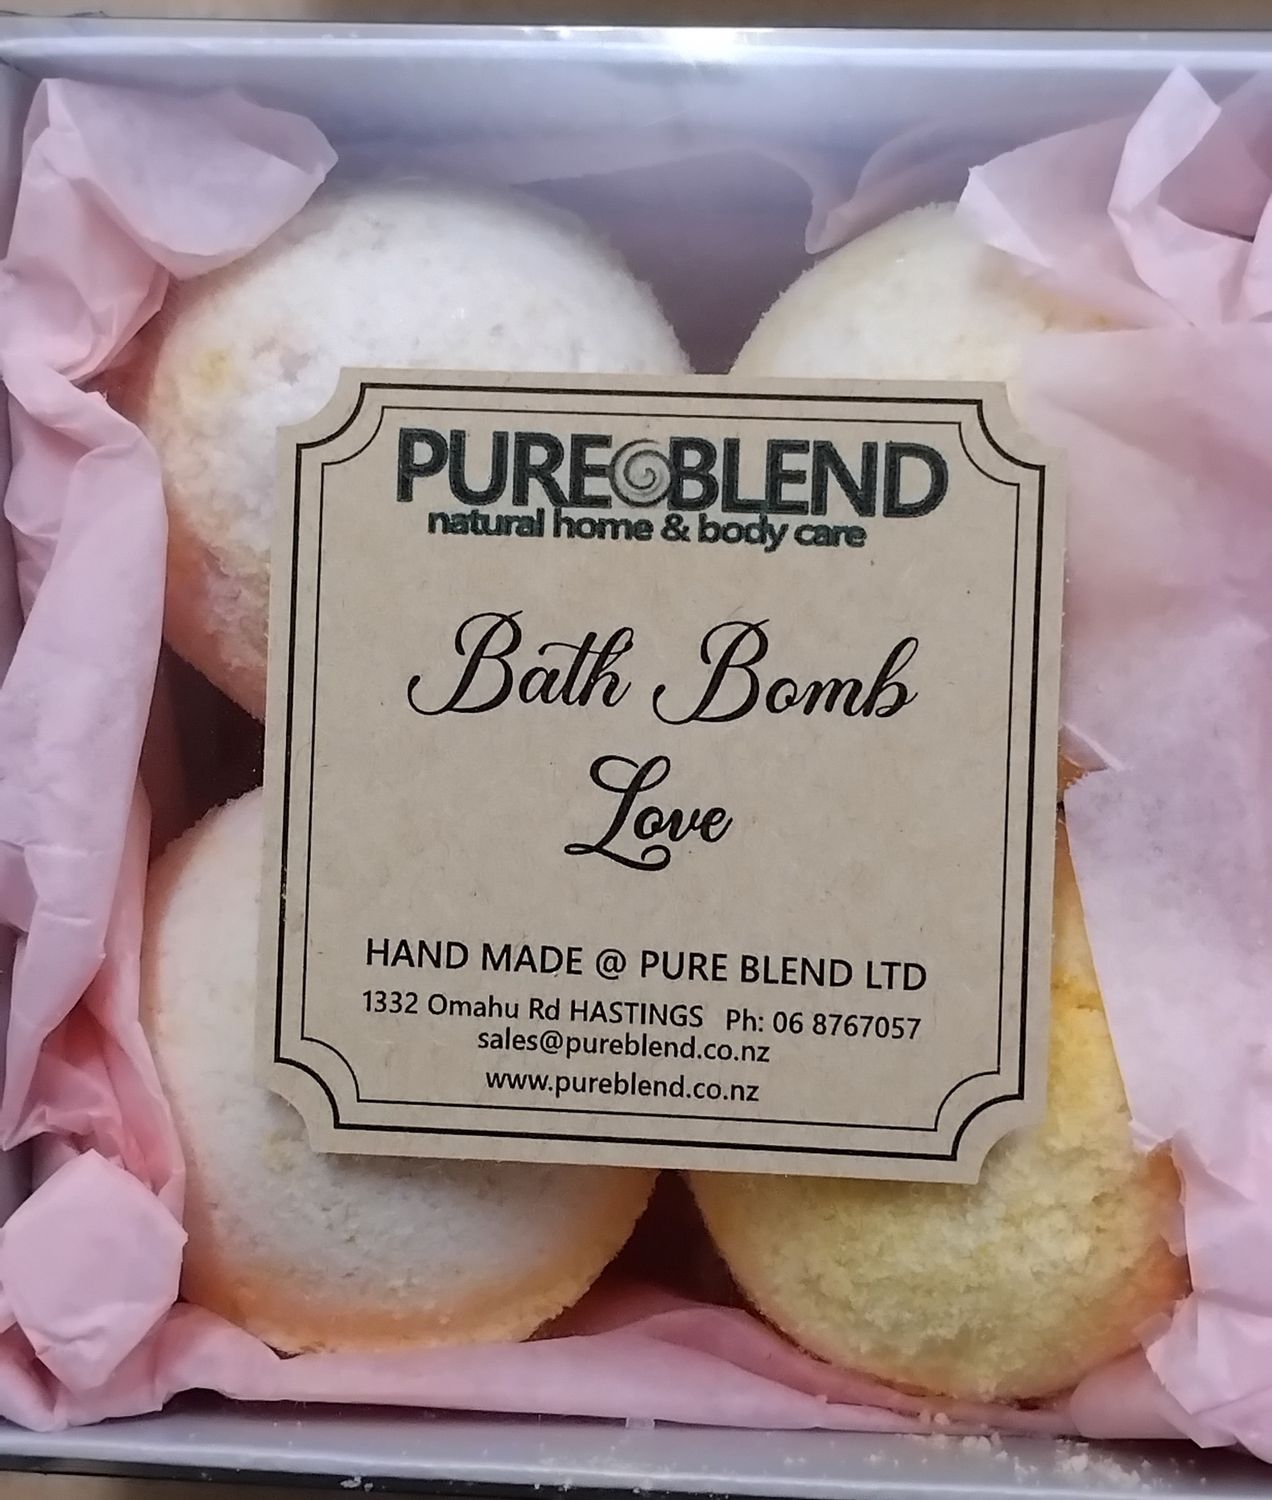 PURE BLEND
natural home & body care
Bath Bomb
Love
HAND MADE @ PURE BLEND LTD
1332 Omahu Rd HASTINGS Ph: 06 8767057
sales@pureblend.co.nz
www.pureblend.co.nz